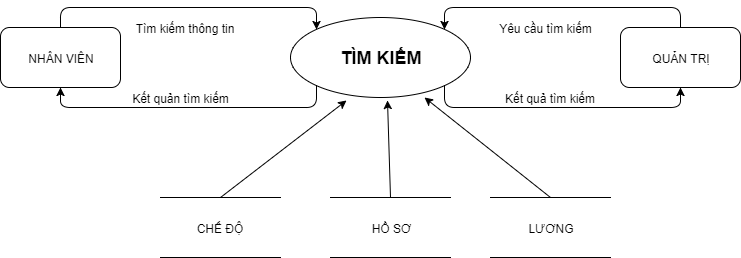 Tìm kiếm thông tin
Yêu cầu tìm kiếm
NHÂN VIÊN
TÌM KIẾM
QUẢN TRỊ
Kết quản tìm kiếm
Kết quả tìm kiếm
CHẾ ĐỘ
HỒ SƠ
LƯƠNG